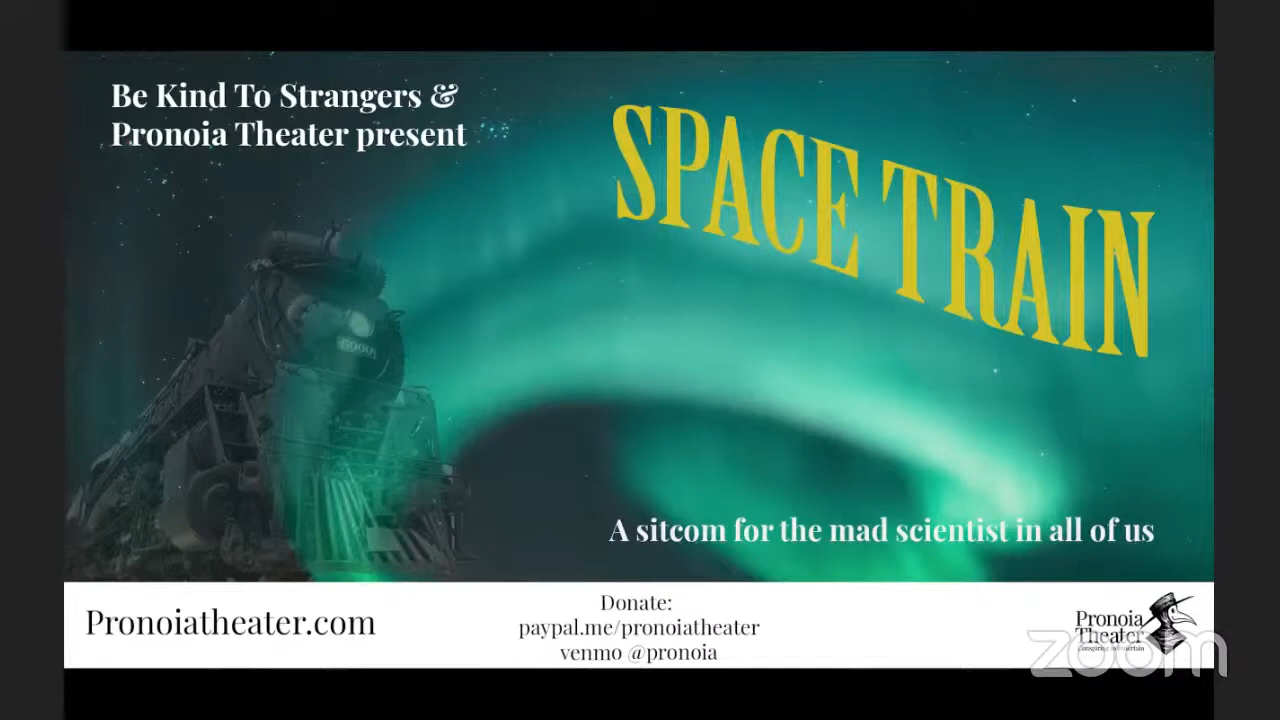 Be Kind To Strangers &
Pronoia Theater present
SPACE TRAIN
A sitcom for the mad scientist in all of us
Pronoiatheater.com
Donate:
paypal.me/pronoiatheater
venmo @pronoia
Pronoia
Theater
zoom